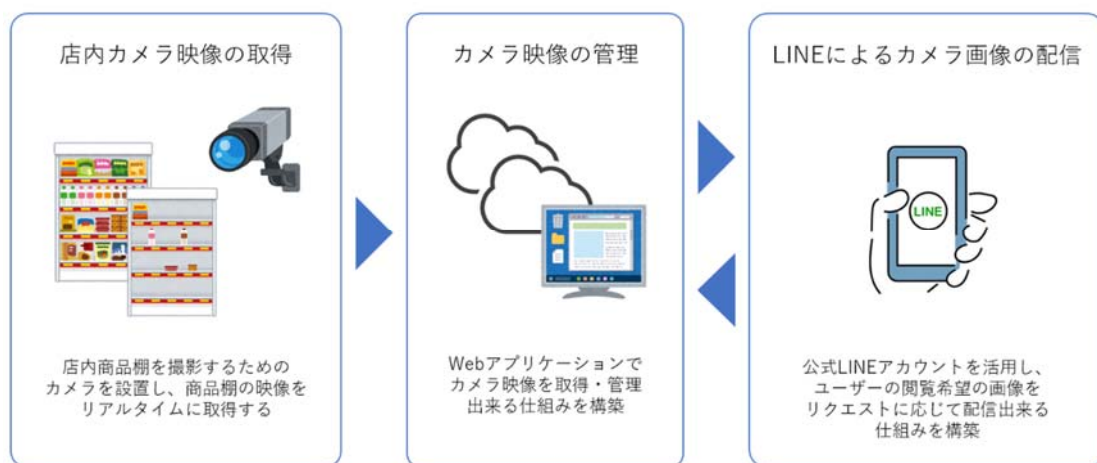 店内カメラ映像の取得
店内商品棚を撮影するための
カメラを設置し、商品棚の映像を
リアルタイムに取得する
カメラ映像の管理
Webアプリケーションで
カメラ映像を取得・管理
出来る仕組みを構築
LINEによるカメラ画像の配信
LINE
公式LINEアカウントを活用し、
ユーザーの閲覧希望の画像を
リクエストに応じて配信出来る
仕組みを構築